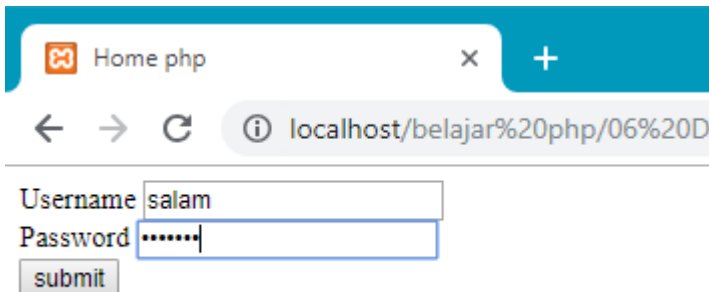 Home php
localhost/belajar%20php/06%20D
Username salam
Password •••••••
submit